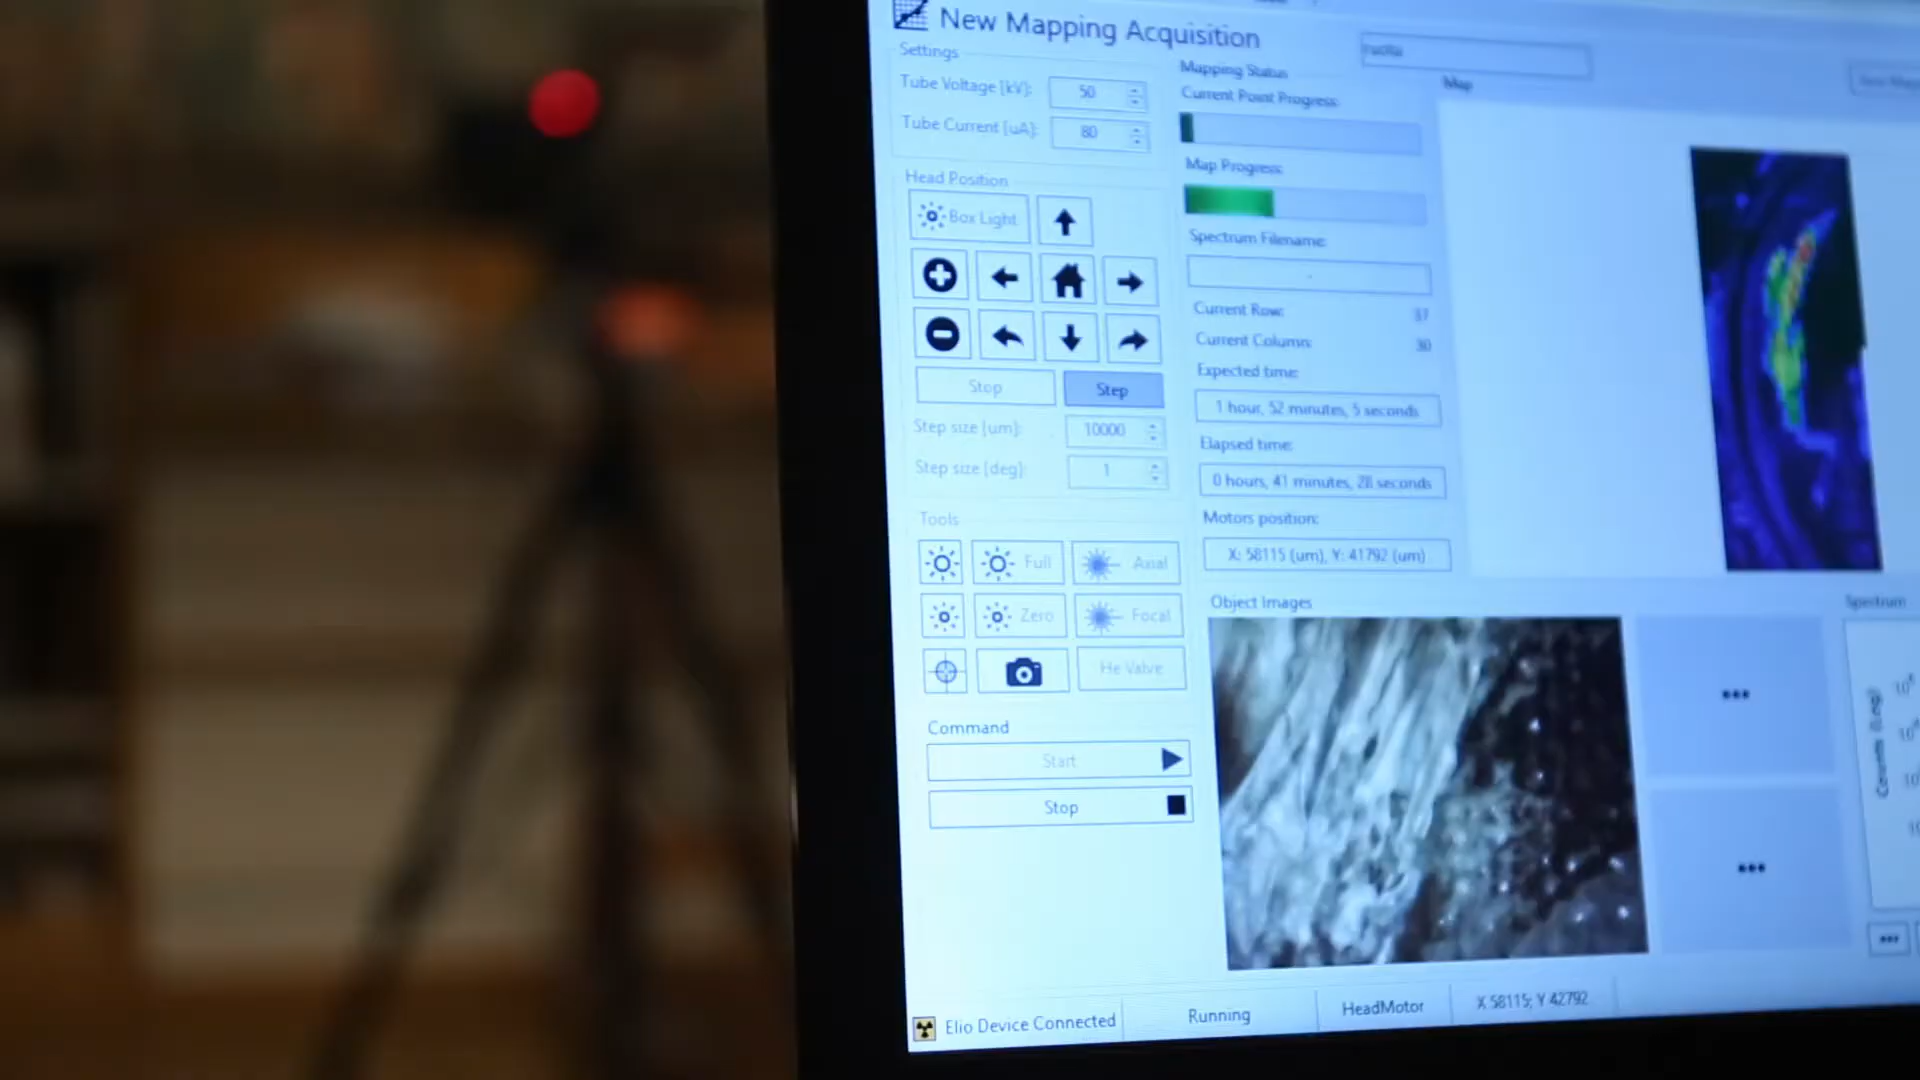 New Mapping Acquisition
Settings
Tube Voltage [kV]: 50
Tube Current [uA]: 80
Head Position
Box Light
Stop Step
Step size [um]: 10000
Step size [deg]: 1
Tools
Full Axial
Zero Focal
He Valve
Command
Start
Stop
Mapping Status
Current Point Progress:
Map Progress:
Spectrum Filename:
Current Row: 37
Current Column: 30
Expected time:
1 hour, 52 minutes, 5 seconds
Elapsed time:
0 hours, 41 minutes, 28 seconds
Motors position:
X: 58115 (um), Y: 41792 (um)
Map
Object Images
Spectrum
Counts (Log)
Elio Device Connected
Running
HeadMotor
X 58115; Y 42792